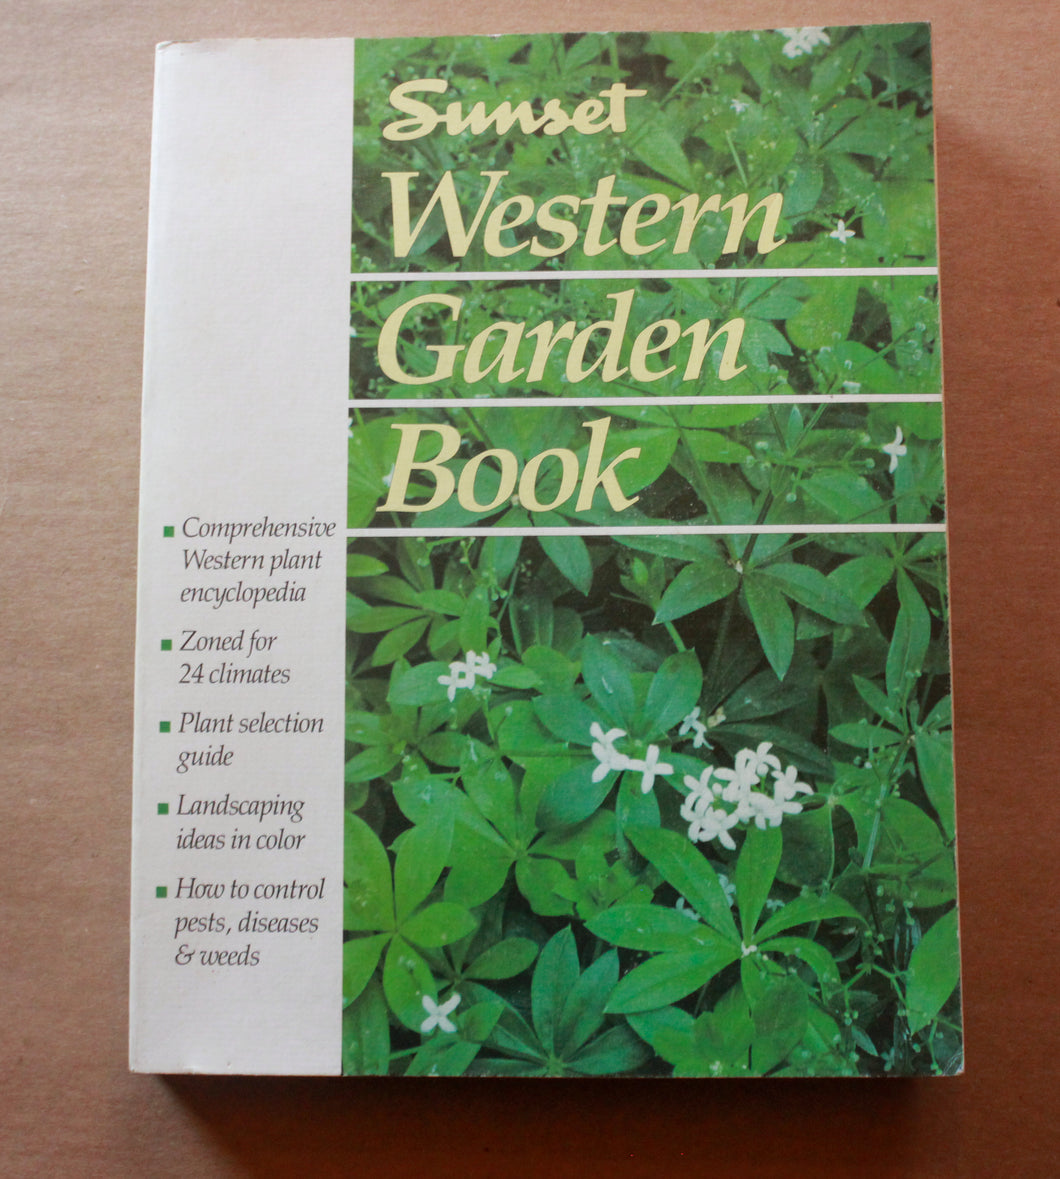 Sunset
Western
Garden
Book
Comprehensive
Western plant
encyclopedia
Zoned for
24 climates
Plant selection
guide
Landscaping
ideas in color
How to control
pests, diseases
& weeds